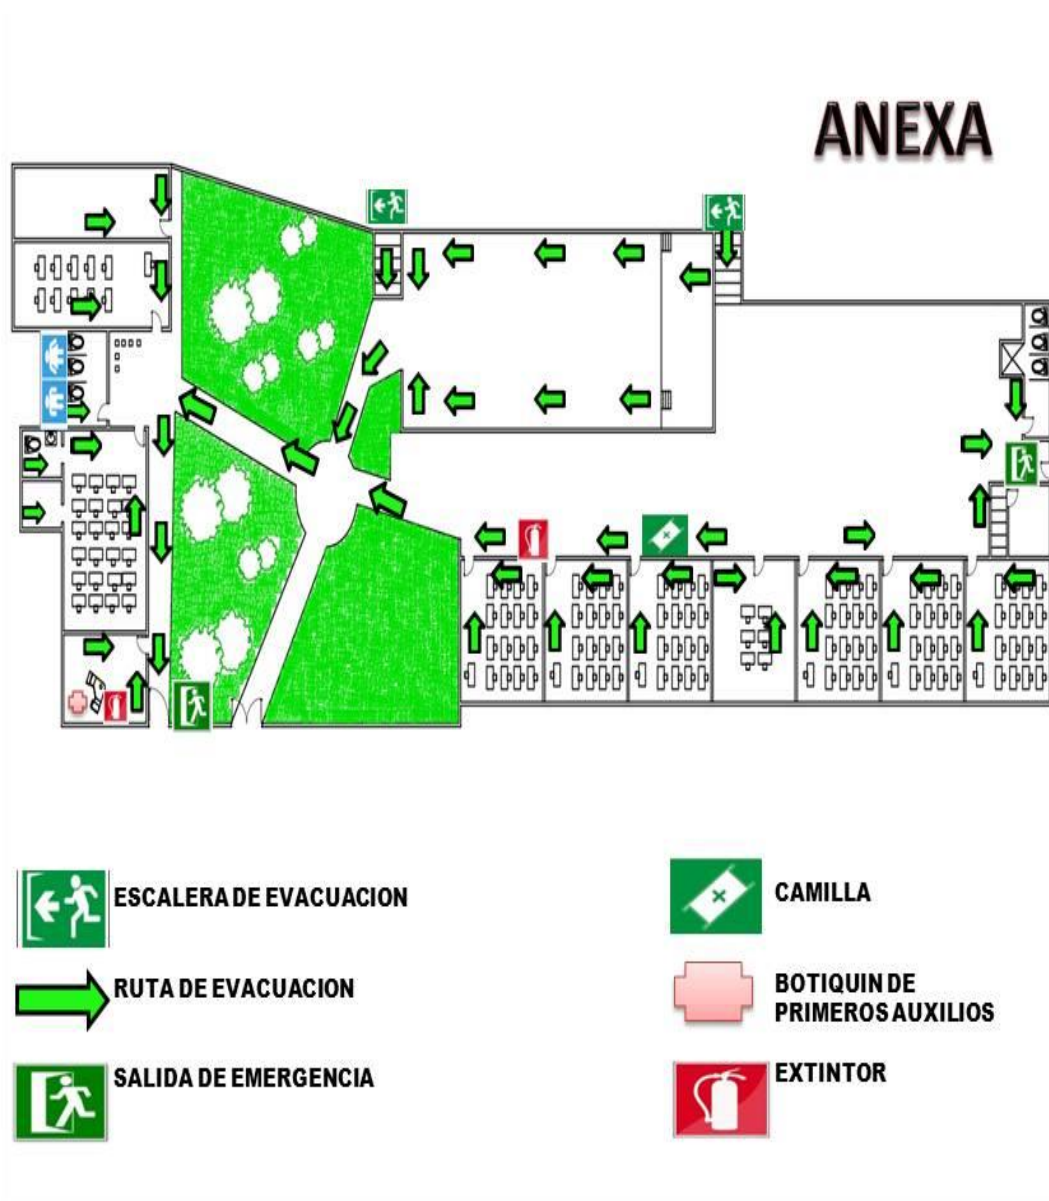 ANEXA
ESCALERA DE EVACUACION
RUTA DE EVACUACION
SALIDA DE EMERGENCIA
CAMILLA
BOTIQUIN DE
PRIMEROS AUXILIOS
EXTINTOR